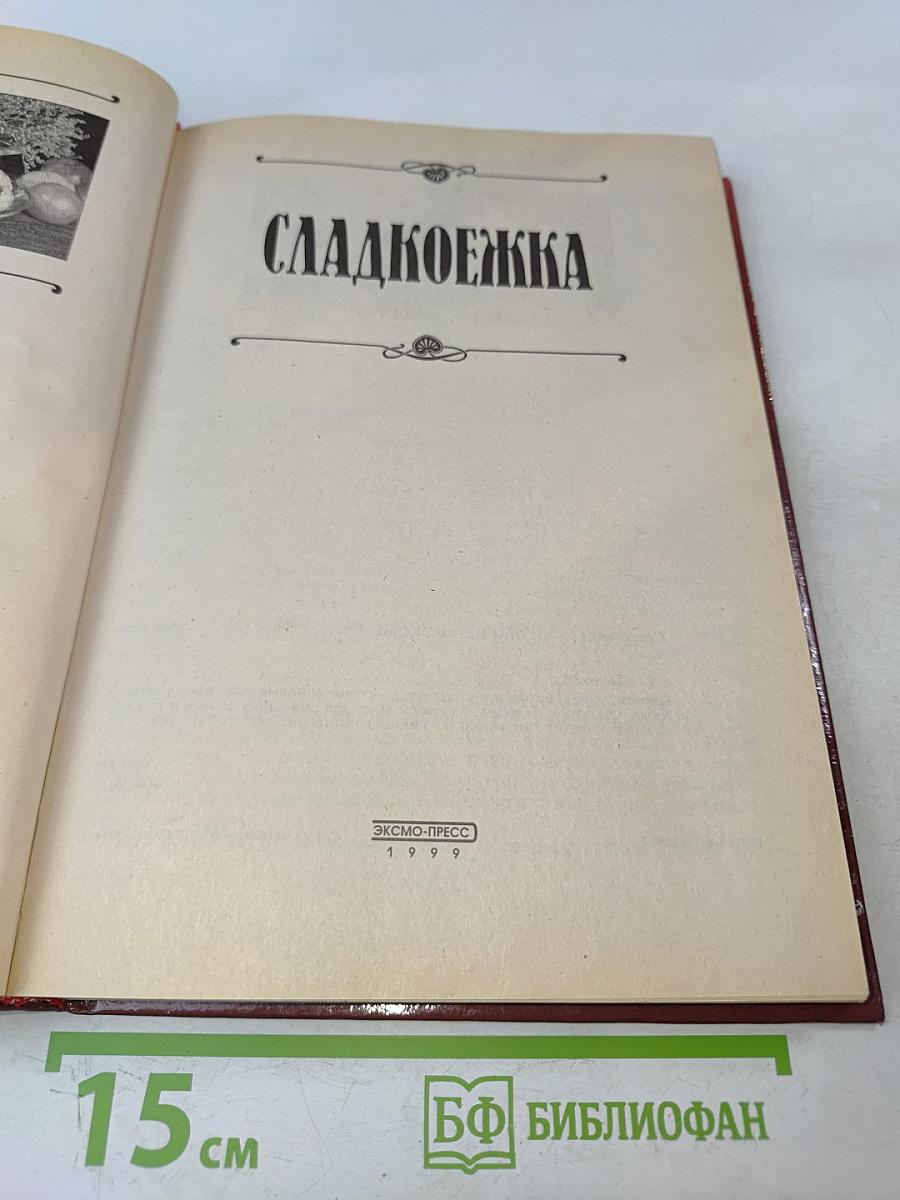 СЛАДКОЕЖКА
ЭКСМО-ПРЕСС
1999
15 см
БФ БИБЛИОФАН